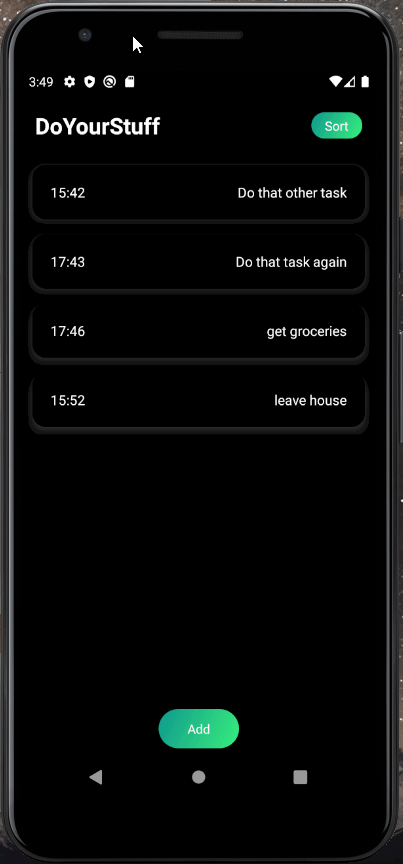 3:49
DoYourStuff
Sort
15:42 Do that other task
17:43 Do that task again
17:46 get groceries
15:52 leave house
Add